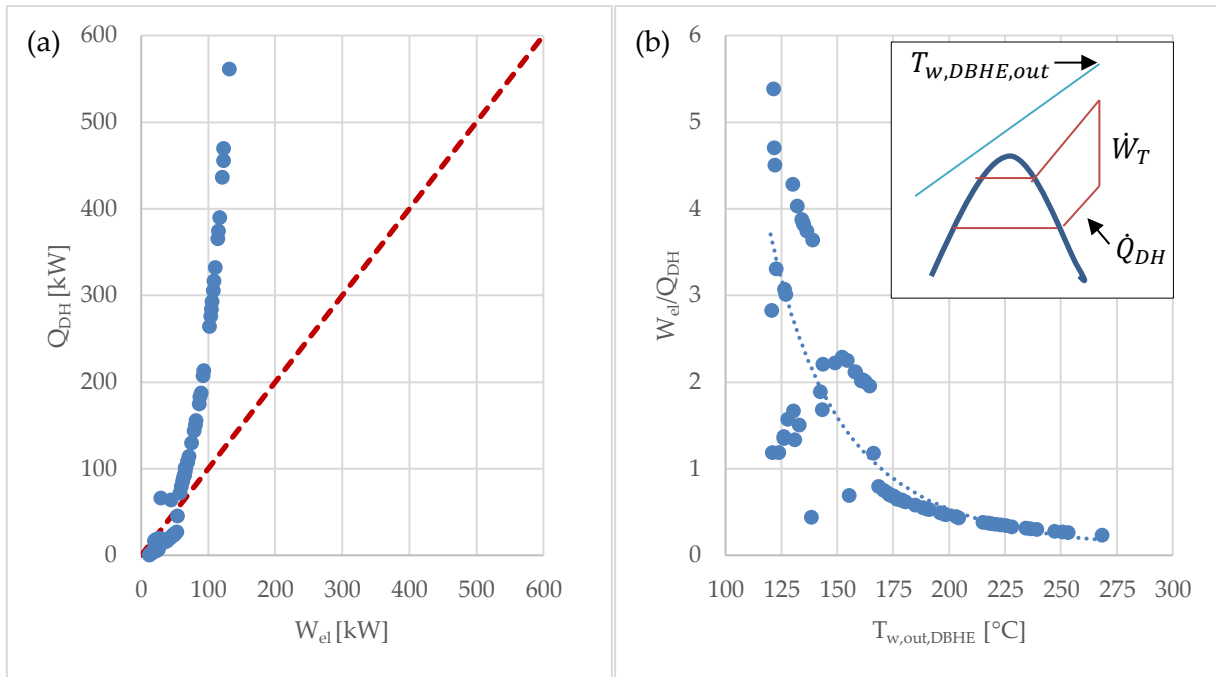 (a)
600
500
400
300
200
100
0
Q_DH [kW]
0 100 200 300 400 500 600
W_el [kW]
(b)
6
5
4
3
2
1
0
W_el/Q_DH
100 125 150 175 200 225 250 275 300
T_w,out,DBHE [°C]
T_w,DBHE,out
Ẇ_T
Q̇_DH